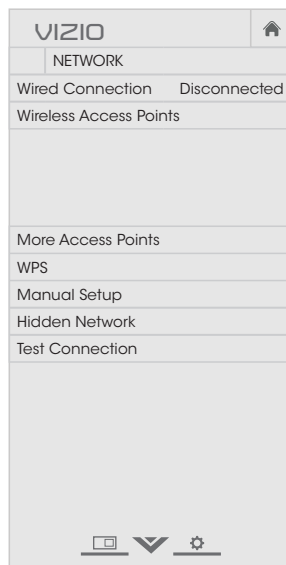 VIZIO
NETWORK
Wired Connection Disconnected
Wireless Access Points
More Access Points
WPS
Manual Setup
Hidden Network
Test Connection